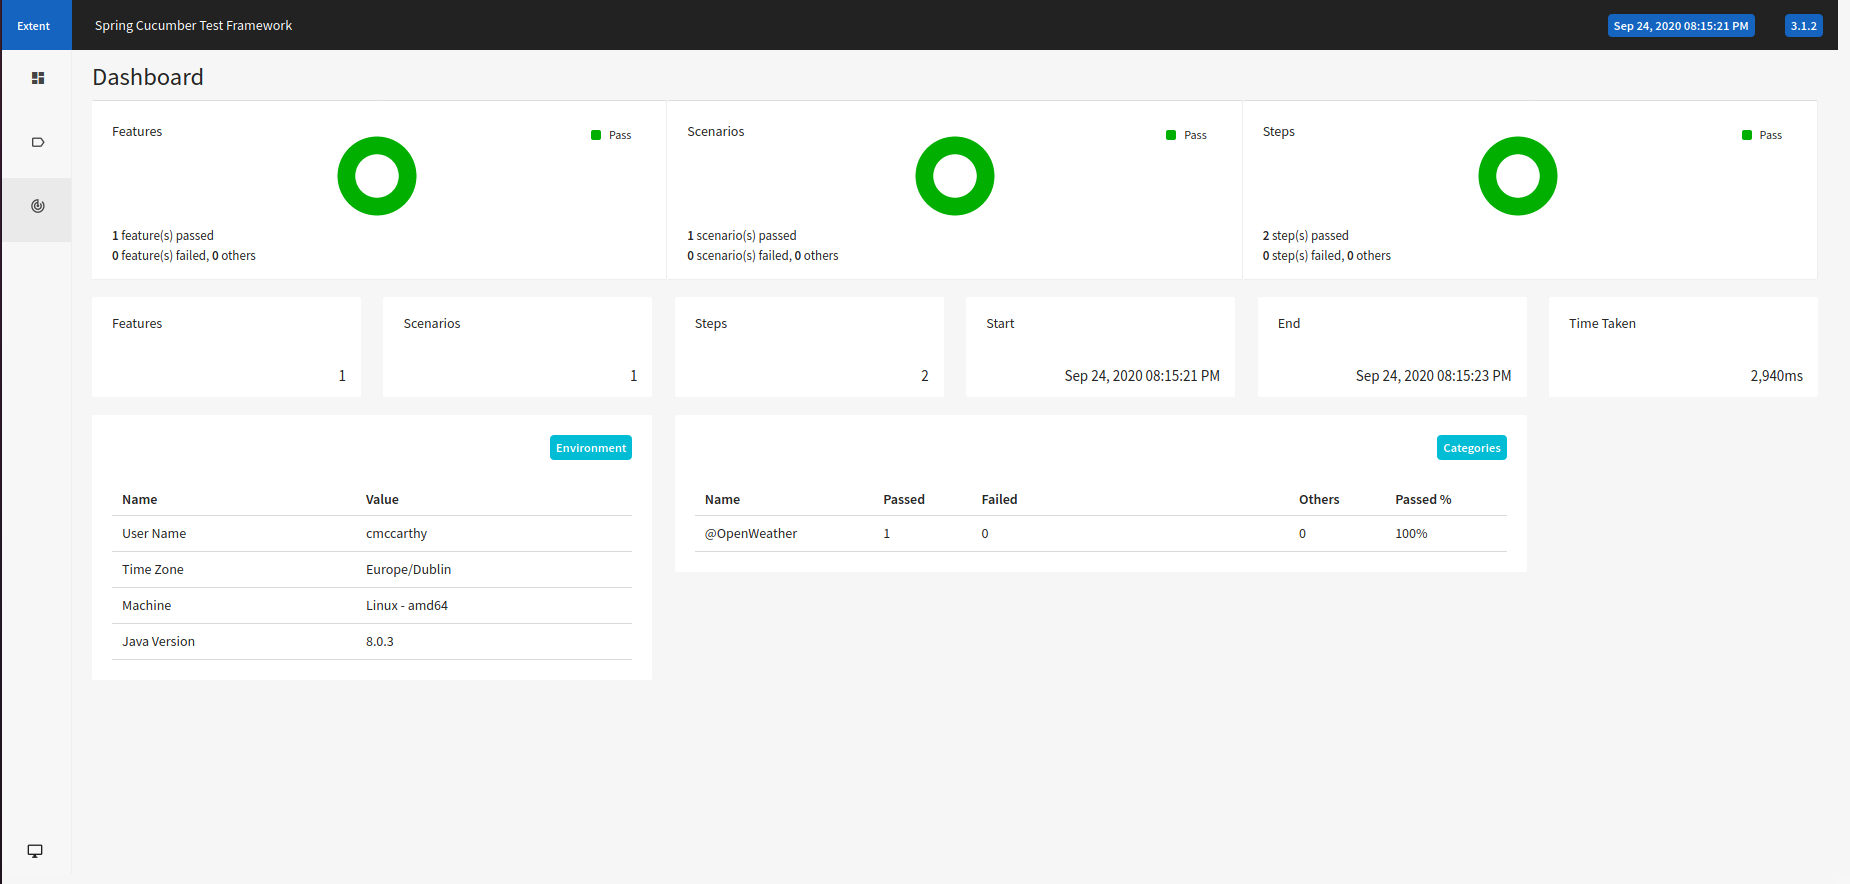 Extent
Spring Cucumber Test Framework
Sep 24, 2020 08:15:21 PM
3.1.2
Dashboard
Features
Pass
1 feature(s) passed
0 feature(s) failed, 0 others
Scenarios
Pass
1 scenario(s) passed
0 scenario(s) failed, 0 others
Steps
Pass
2 step(s) passed
0 step(s) failed, 0 others
Features
1
Scenarios
1
Steps
2
Start
Sep 24, 2020 08:15:21 PM
End
Sep 24, 2020 08:15:23 PM
Time Taken
2,940ms
Environment
Name Value
User Name cmccarthy
Time Zone Europe/Dublin
Machine Linux - amd64
Java Version 8.0.3
Categories
Name Passed Failed Others Passed %
@OpenWeather 1 0 0 100%